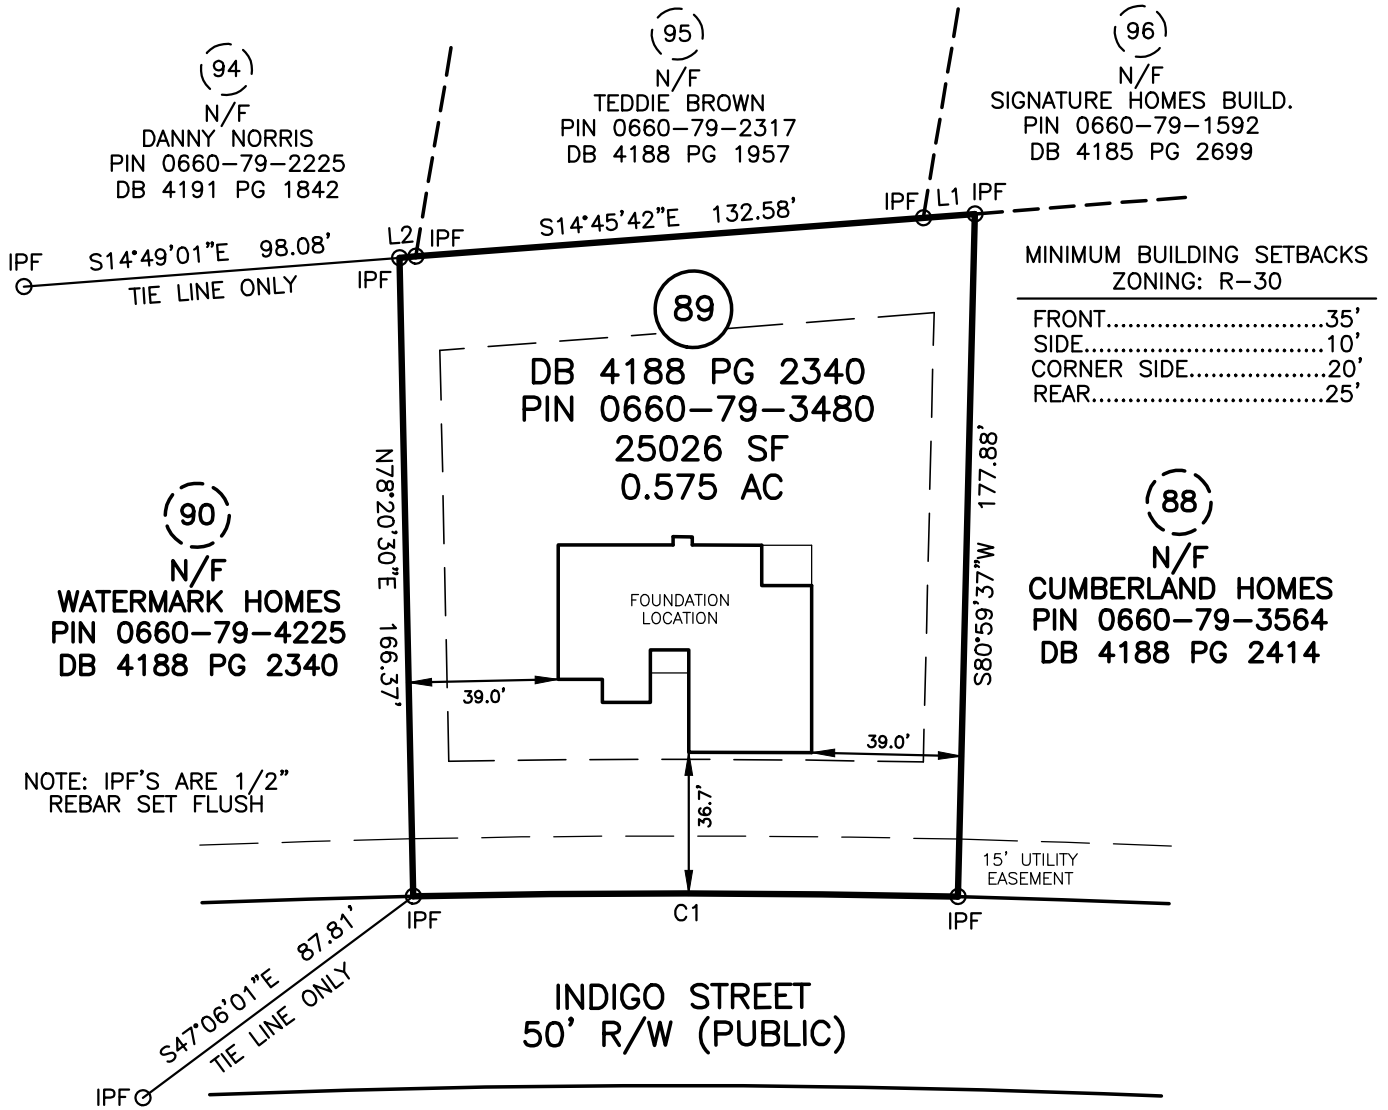 94
N/F
DANNY NORRIS
PIN 0660-79-2225
DB 4191 PG 1842
95
N/F
TEDDIE BROWN
PIN 0660-79-2317
DB 4188 PG 1957
96
N/F
SIGNATURE HOMES BUILD.
PIN 0660-79-1592
DB 4185 PG 2699
IPF
S14°49'01"E 98.08'
TIE LINE ONLY
L2
IPF
IPF
S14°45'42"E 132.58'
IPF
L1
IPF
MINIMUM BUILDING SETBACKS
ZONING: R-30
FRONT............................35'
SIDE...............................10'
CORNER SIDE..................20'
REAR..............................25'
89
DB 4188 PG 2340
PIN 0660-79-3480
25026 SF
0.575 AC
N78°20'30"E 166.37'
S80°59'37"W 177.88'
90
N/F
WATERMARK HOMES
PIN 0660-79-4225
DB 4188 PG 2340
FOUNDATION
LOCATION
88
N/F
CUMBERLAND HOMES
PIN 0660-79-3564
DB 4188 PG 2414
39.0'
39.0'
36.7'
NOTE: IPF'S ARE 1/2"
REBAR SET FLUSH
15' UTILITY
EASEMENT
IPF
C1
IPF
S47°06'01"E 87.81'
TIE LINE ONLY
IPF
INDIGO STREET
50' R/W (PUBLIC)